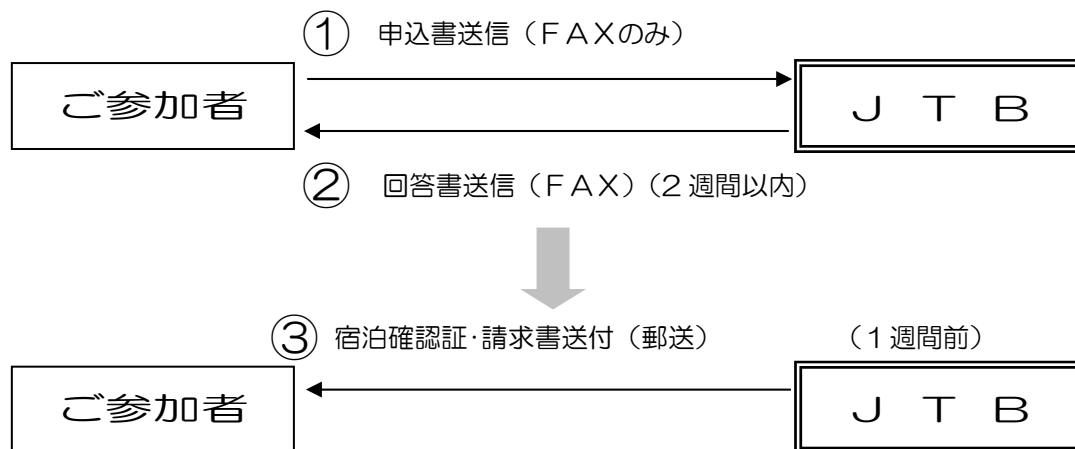 ① 申込書送信（ＦＡＸのみ）
ご参加者
Ｊ Ｔ Ｂ
② 回答書送信（ＦＡＸ）（２週間以内）
③ 宿泊確認証･請求書送付（郵送） （１週間前）
ご参加者
Ｊ Ｔ Ｂ